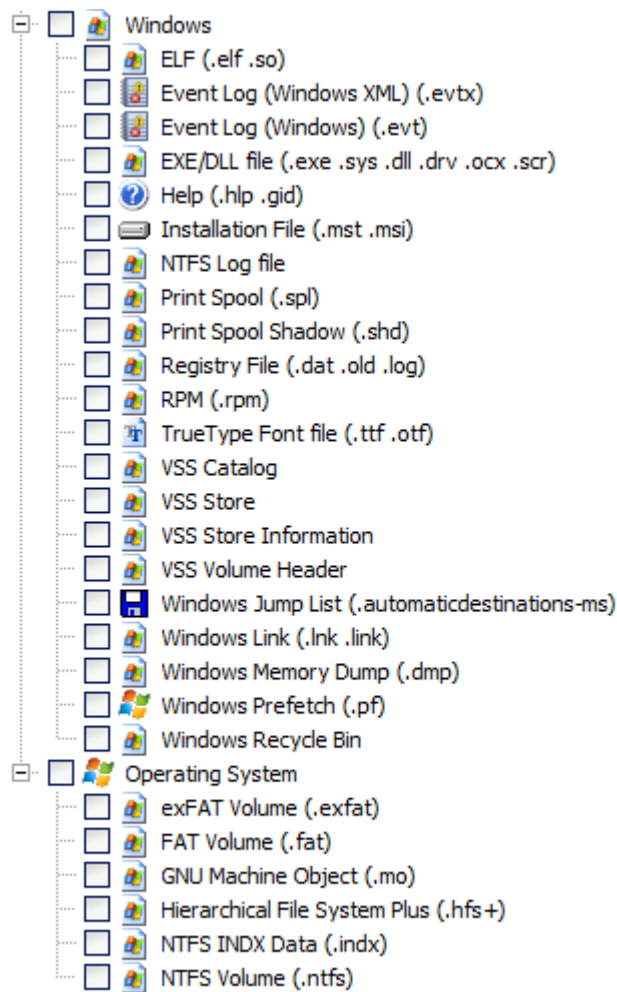 Windows
ELF (.elf .so)
Event Log (Windows XML) (.evtx)
Event Log (Windows) (.evt)
EXE/DLL file (.exe .sys .dll .drv .ocx .scr)
Help (.hlp .gid)
Installation File (.mst .msi)
NTFS Log file
Print Spool (.spl)
Print Spool Shadow (.shd)
Registry File (.dat .old .log)
RPM (.rpm)
TrueType Font file (.ttf .otf)
VSS Catalog
VSS Store
VSS Store Information
VSS Volume Header
Windows Jump List (.automaticdestinations-ms)
Windows Link (.lnk .link)
Windows Memory Dump (.dmp)
Windows Prefetch (.pf)
Windows Recycle Bin
Operating System
exFAT Volume (.exfat)
FAT Volume (.fat)
GNU Machine Object (.mo)
Hierarchical File System Plus (.hfs+)
NTFS INDX Data (.indx)
NTFS Volume (.ntfs)